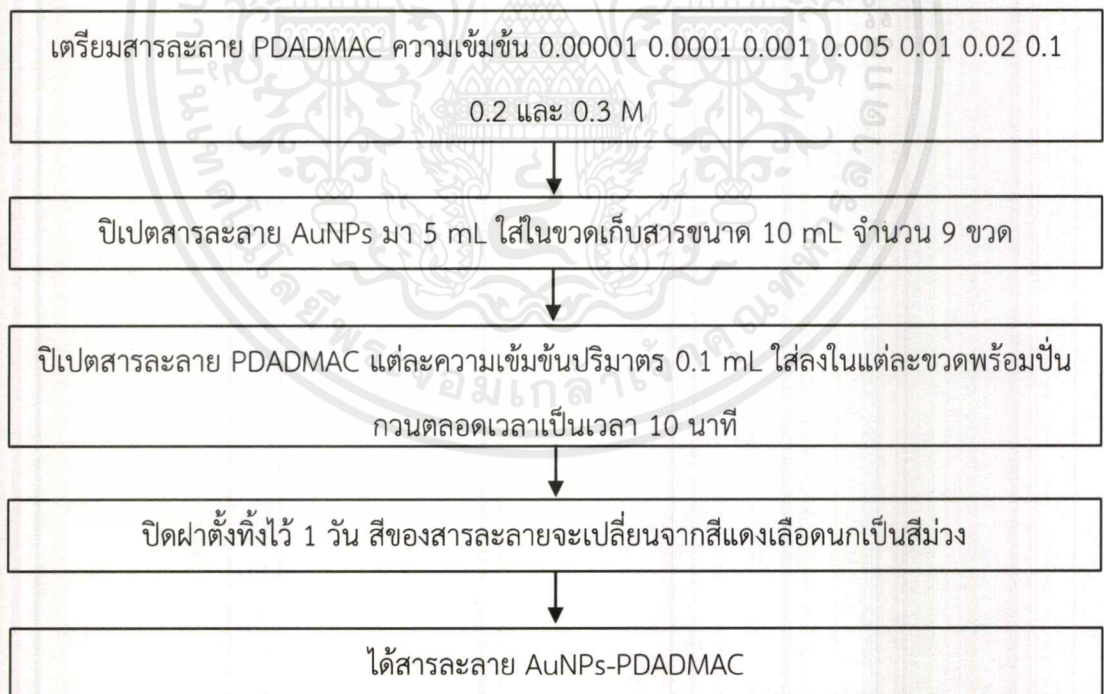 เตรียมสารละลาย PDADMAC ความเข้มข้น 0.00001 0.0001 0.001 0.005 0.01 0.02 0.1
0.2 และ 0.3 M
ปิเปตสารละลาย AuNPs มา 5 mL ใส่ในขวดเก็บสารขนาด 10 mL จำนวน 9 ขวด
ปิเปตสารละลาย PDADMAC แต่ละความเข้มข้นปริมาตร 0.1 mL ใส่ลงในแต่ละขวดพร้อมปั่น
กวนตลอดเวลาเป็นเวลา 10 นาที
ปิดฝาตั้งทิ้งไว้ 1 วัน สีของสารละลายจะเปลี่ยนจากสีแดงเลือดนกเป็นสีม่วง
ได้สารละลาย AuNPs-PDADMAC